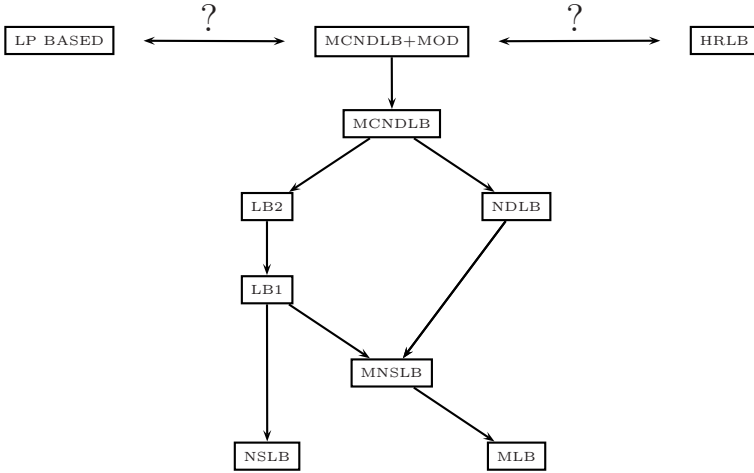 ? ?
LP BASED MCNDLB+MOD HRLB
MCNDLB
LB2 NDLB
LB1
MNSLB
NSLB MLB